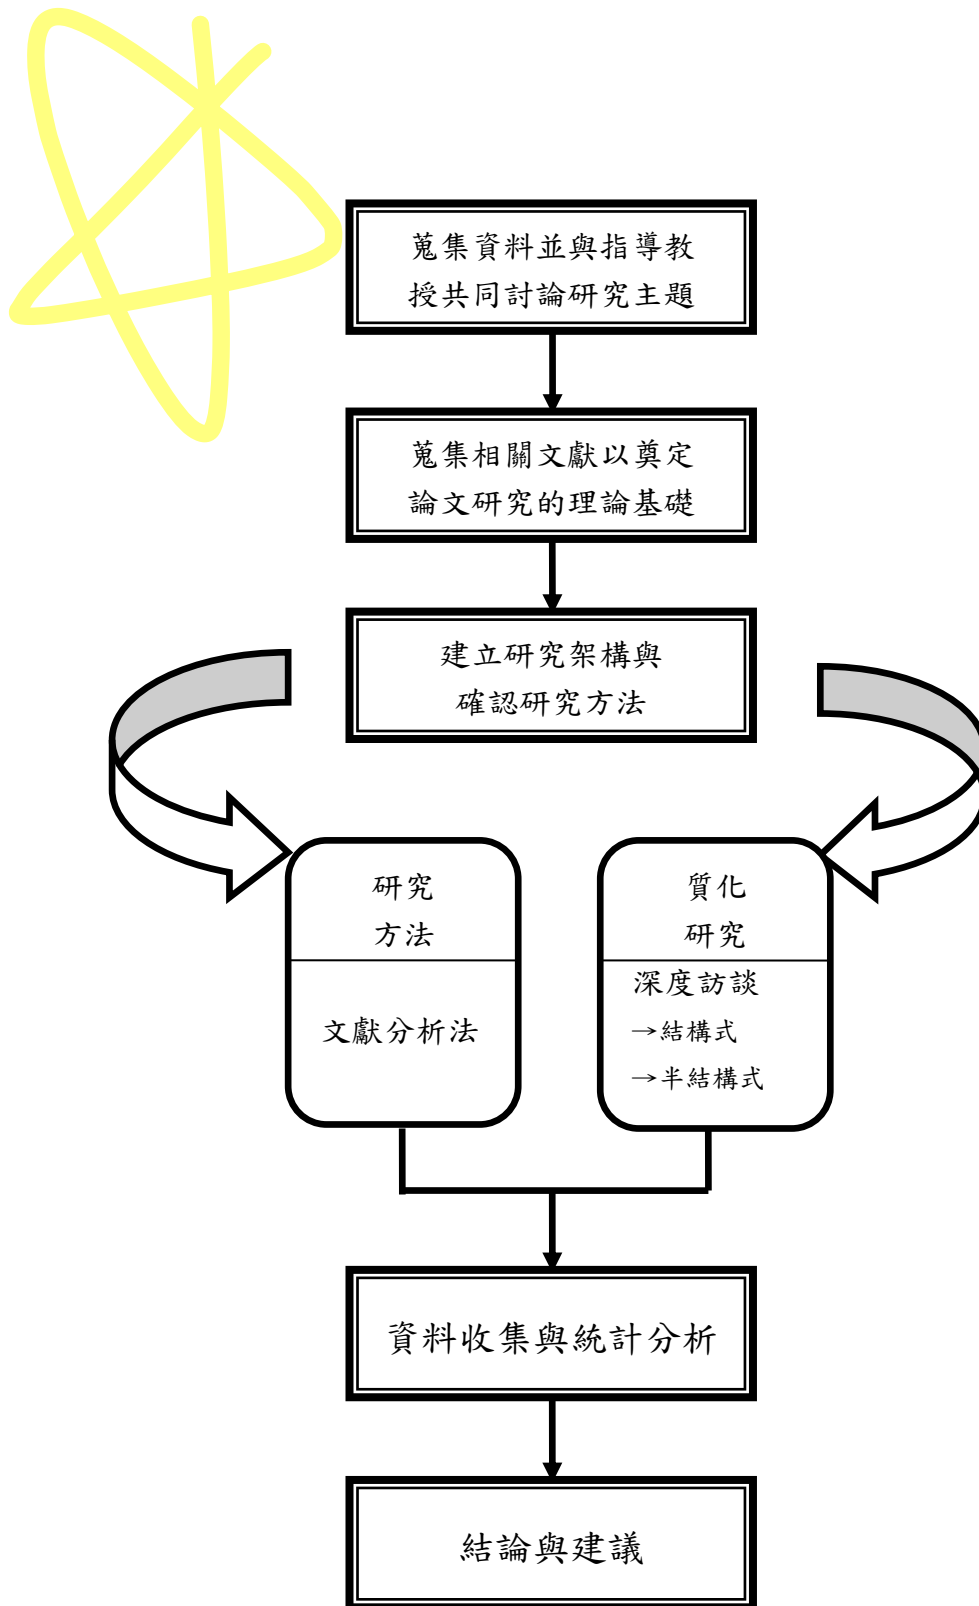 蒐集資料並與指導教
授共同討論研究主題
蒐集相關文獻以奠定
論文研究的理論基礎
建立研究架構與
確認研究方法
研究
方法
文獻分析法
質化
研究
深度訪談
→結構式
→半結構式
資料收集與統計分析
結論與建議